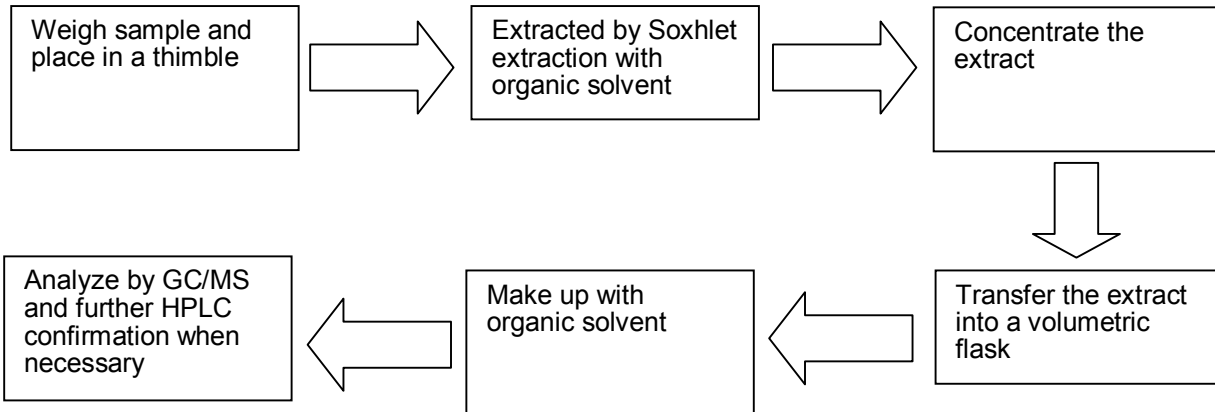 Weigh sample and
place in a thimble
Extracted by Soxhlet
extraction with
organic solvent
Concentrate the
extract
Transfer the extract
into a volumetric
flask
Make up with
organic solvent
Analyze by GC/MS
and further HPLC
confirmation when
necessary